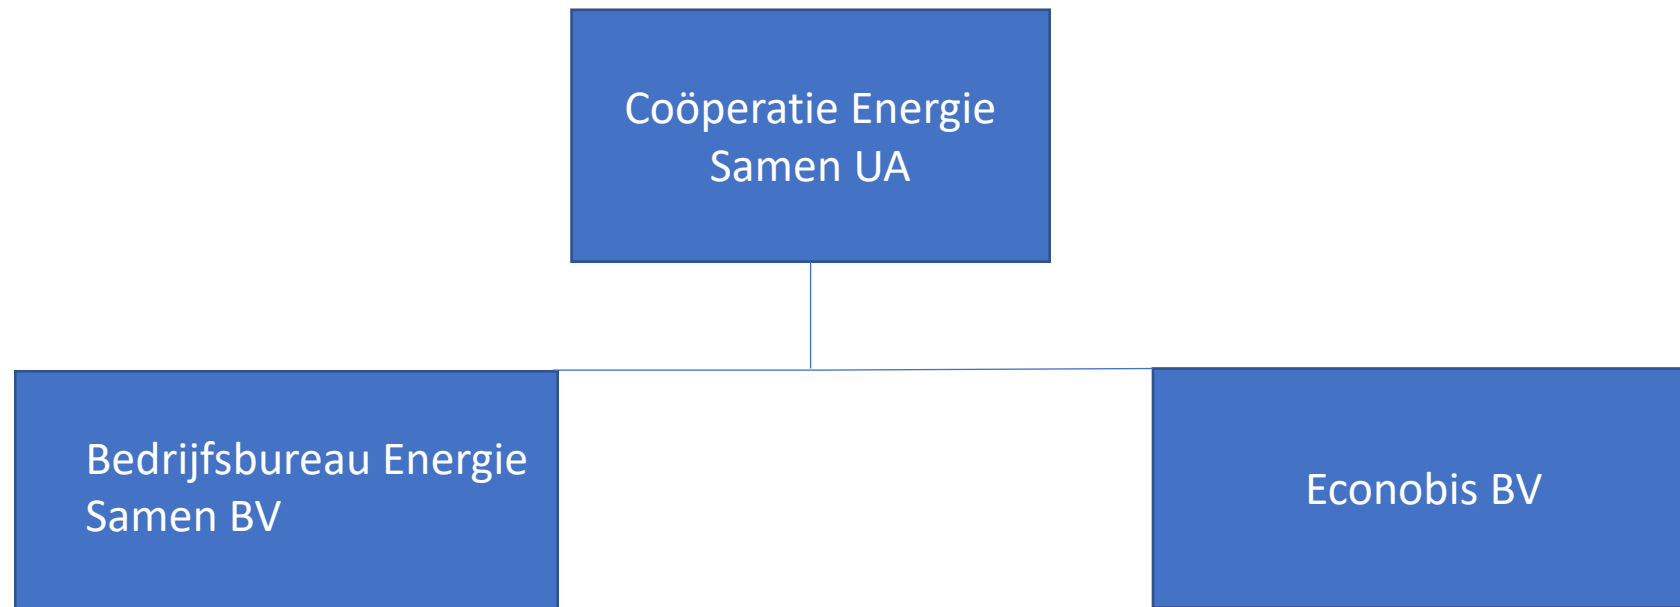 Coöperatie Energie
Samen UA
Bedrijfsbureau Energie
Samen BV
Econobis BV